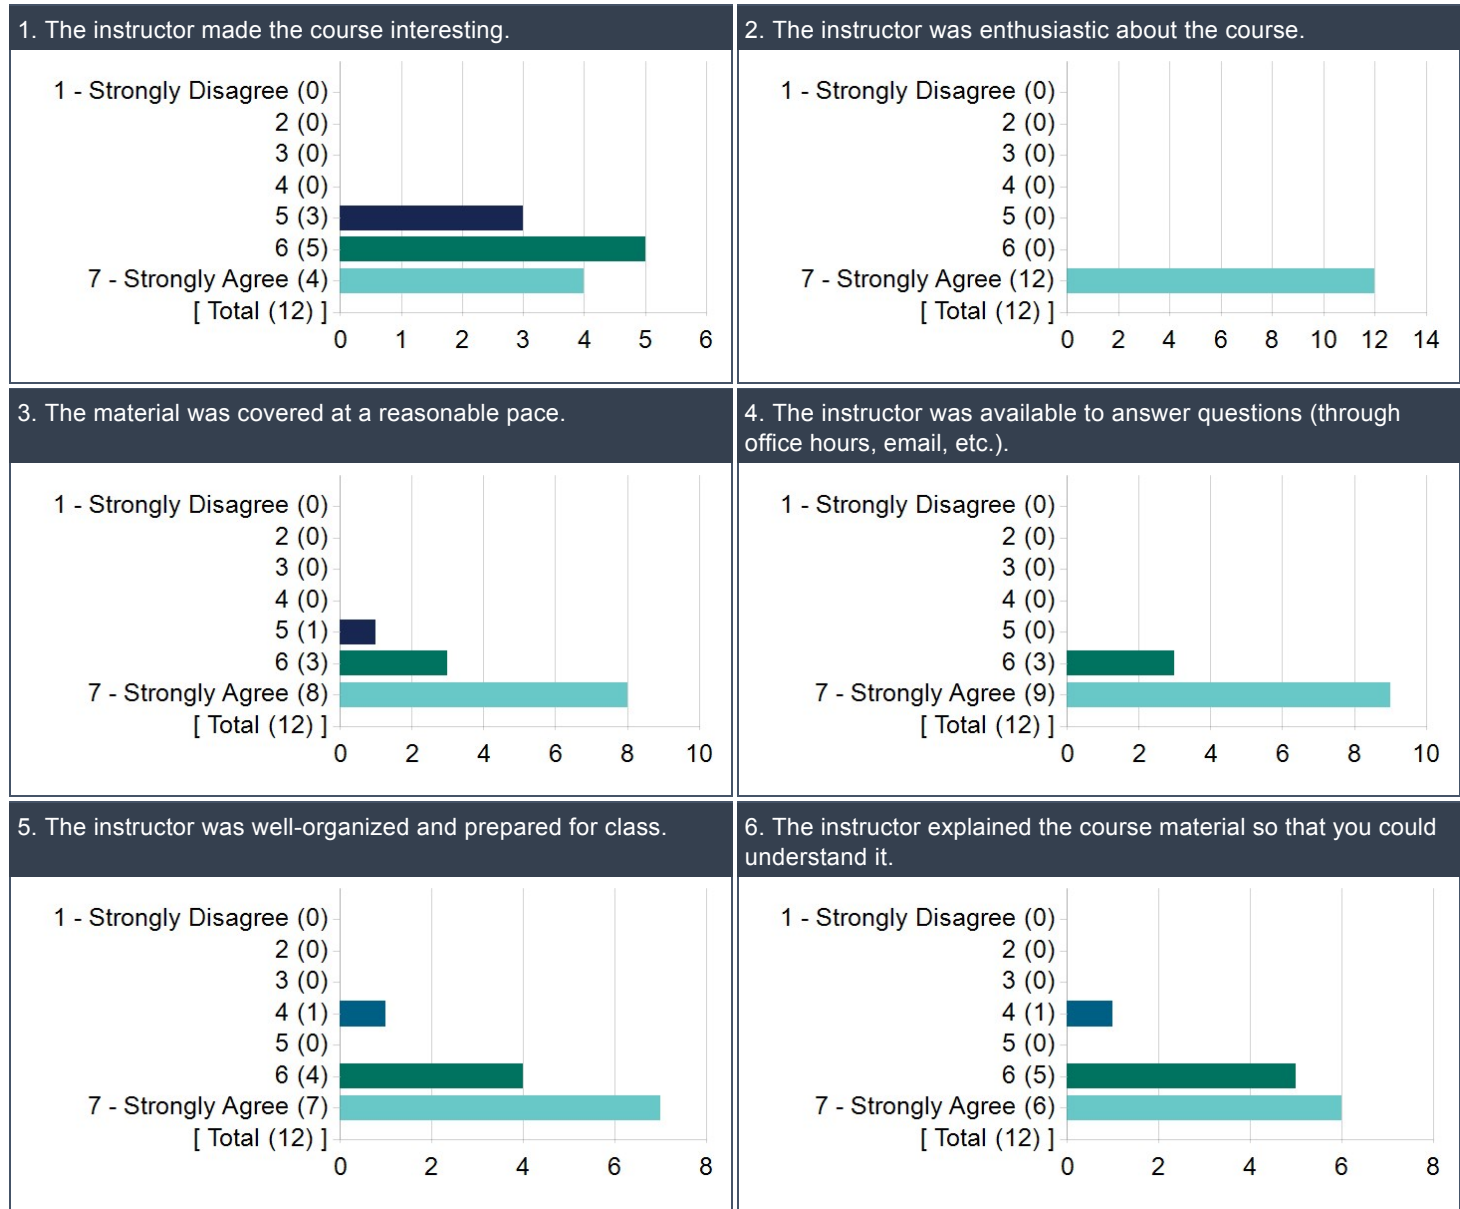 1. The instructor made the course interesting.
1 - Strongly Disagree (0)
2 (0)
3 (0)
4 (0)
5 (3)
6 (5)
7 - Strongly Agree (4)
[ Total (12) ]
0 1 2 3 4 5 6
2. The instructor was enthusiastic about the course.
1 - Strongly Disagree (0)
2 (0)
3 (0)
4 (0)
5 (0)
6 (0)
7 - Strongly Agree (12)
[ Total (12) ]
0 2 4 6 8 10 12 14
3. The material was covered at a reasonable pace.
1 - Strongly Disagree (0)
2 (0)
3 (0)
4 (0)
5 (1)
6 (3)
7 - Strongly Agree (8)
[ Total (12) ]
0 2 4 6 8 10
4. The instructor was available to answer questions (through
office hours, email, etc.).
1 - Strongly Disagree (0)
2 (0)
3 (0)
4 (0)
5 (0)
6 (3)
7 - Strongly Agree (9)
[ Total (12) ]
0 2 4 6 8 10
5. The instructor was well-organized and prepared for class.
1 - Strongly Disagree (0)
2 (0)
3 (0)
4 (1)
5 (0)
6 (4)
7 - Strongly Agree (7)
[ Total (12) ]
0 2 4 6 8
6. The instructor explained the course material so that you could
understand it.
1 - Strongly Disagree (0)
2 (0)
3 (0)
4 (1)
5 (0)
6 (5)
7 - Strongly Agree (6)
[ Total (12) ]
0 2 4 6 8